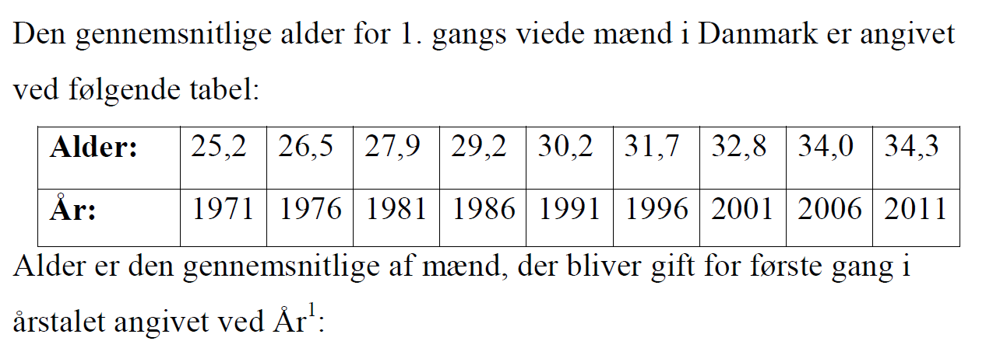 Den gennemsnitlige alder for 1. gangs viede mænd i Danmark er angivet
ved følgende tabel:
Alder: 25,2 26,5 27,9 29,2 30,2 31,7 32,8 34,0 34,3
År: 1971 1976 1981 1986 1991 1996 2001 2006 2011
Alder er den gennemsnitlige af mænd, der bliver gift for første gang i
årstalet angivet ved År¹: